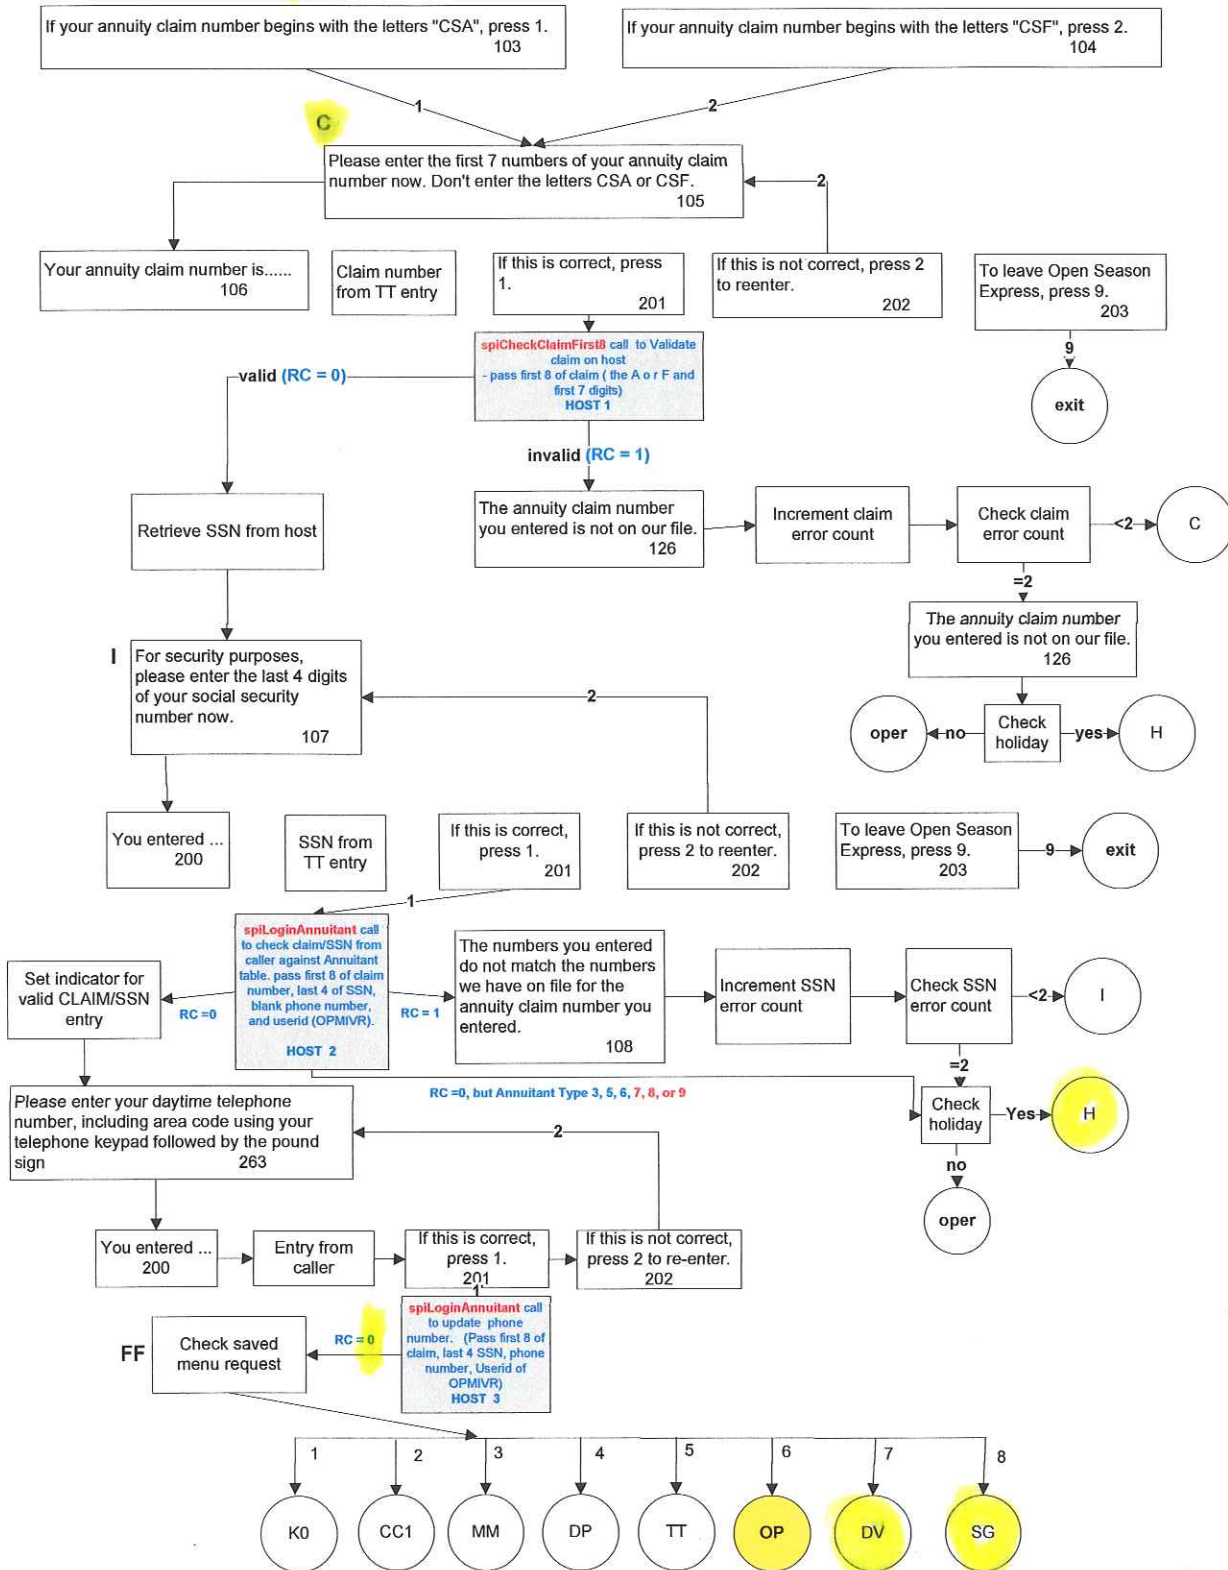 If your annuity claim number begins with the letters "CSA", press 1.
103
If your annuity claim number begins with the letters "CSF", press 2.
104
1
2
C
Please enter the first 7 numbers of your annuity claim
number now. Don't enter the letters CSA or CSF.
105
2
Your annuity claim number is......
106
Claim number
from TT entry
If this is correct, press
1.
201
If this is not correct, press 2
to reenter.
202
To leave Open Season
Express, press 9.
203
9
exit
spiCheckClaimFirst8 call to Validate
claim on host
- pass first 8 of claim ( the A o r F and
first 7 digits)
HOST 1
valid (RC = 0)
invalid (RC = 1)
Retrieve SSN from host
The annuity claim number
you entered is not on our file.
126
Increment claim
error count
Check claim
error count
<2
C
=2
The annuity claim number
you entered is not on our file.
126
oper
no
Check
holiday
yes
H
I
For security purposes,
please enter the last 4 digits
of your social security
number now.
107
2
You entered ...
200
SSN from
TT entry
If this is correct,
press 1.
201
If this is not correct,
press 2 to reenter.
202
To leave Open Season
Express, press 9.
203
9
exit
1
spiLoginAnnuitant call
to check claim/SSN from
caller against Annuitant
table. pass first 8 of claim
number, last 4 of SSN,
blank phone number,
and userid (OPMIVR).
HOST 2
Set indicator for
valid CLAIM/SSN
entry
RC =0
RC = 1
The numbers you entered
do not match the numbers
we have on file for the
annuity claim number you
entered.
108
Increment SSN
error count
Check SSN
error count
<2
I
=2
RC =0, but Annuitant Type 3, 5, 6, 7, 8, or 9
Check
holiday
Yes
H
no
oper
Please enter your daytime telephone
number, including area code using your
telephone keypad followed by the pound
sign 263
2
You entered ...
200
Entry from
caller
If this is correct,
press 1.
201
If this is not correct,
press 2 to re-enter.
202
1
spiLoginAnnuitant call
to update phone
number. (Pass first 8 of
claim, last 4 SSN, phone
number, Userid of
OPMIVR)
HOST 3
RC = 0
FF
Check saved
menu request
1 2 3 4 5 6 7 8
K0 CC1 MM DP TT OP DV SG